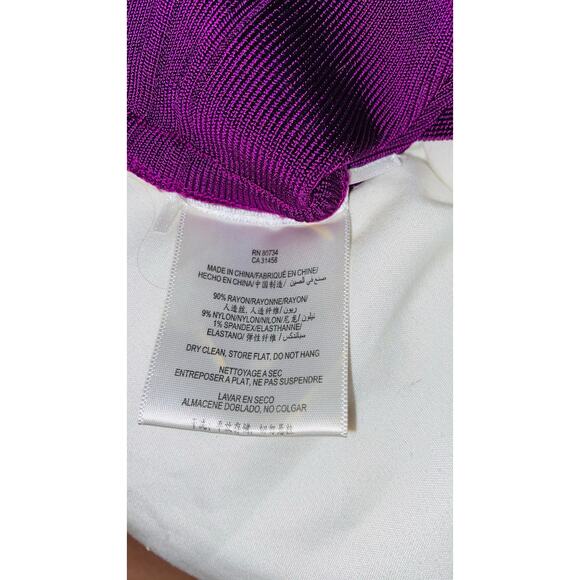 RN 80734
CA 31458
MADE IN CHINA/FABRIQUÉ EN CHINE/
HECHO EN CHINA/中国制造/ صنع في الصين
90% RAYON/RAYONNE/RAYON/
人造丝, 人造纤维/ ريون/
9% NYLON/NYLON/NILON/尼龙/ نيلون/
1% SPANDEX/ELASTHANNE/
ELASTANO/ 弹性纤维/ سباندكس
DRY CLEAN, STORE FLAT, DO NOT HANG
NETTOYAGE A SEC
ENTREPOSER A PLAT, NE PAS SUSPENDRE
LAVAR EN SECO
ALMACENE DOBLADO, NO COLGAR